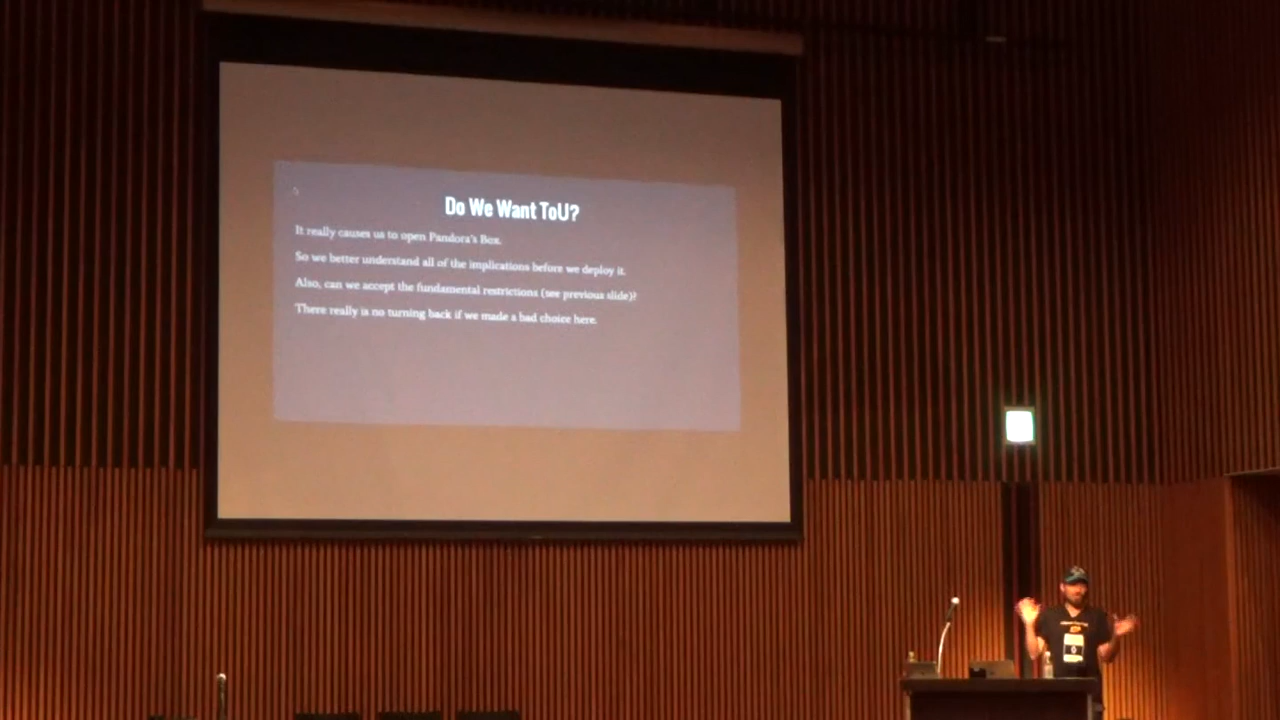 Do We Want ToU?
It really causes us to open Pandora's Box.
So we better understand all of the implications before we deploy it.
Also, can we accept the fundamental restrictions (see previous slide)?
There really is no turning back if we made a bad choice here.